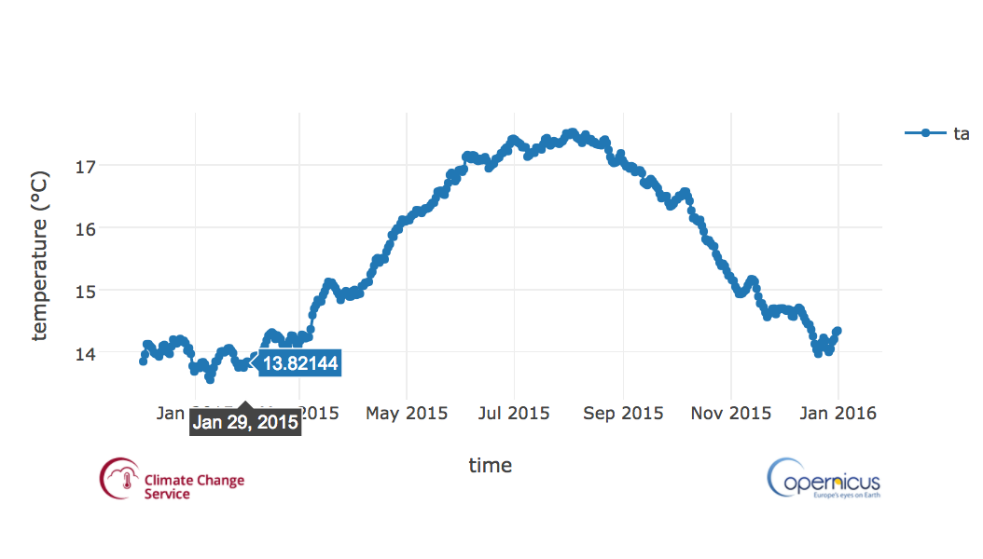 ta
temperature (°C)
17
16
15
14
13.82144
Jan 2015
May 2015
Jul 2015
Sep 2015
Nov 2015
Jan 2016
Jan 29, 2015
time
Climate Change
Service
opernicus
Europe's eyes on Earth